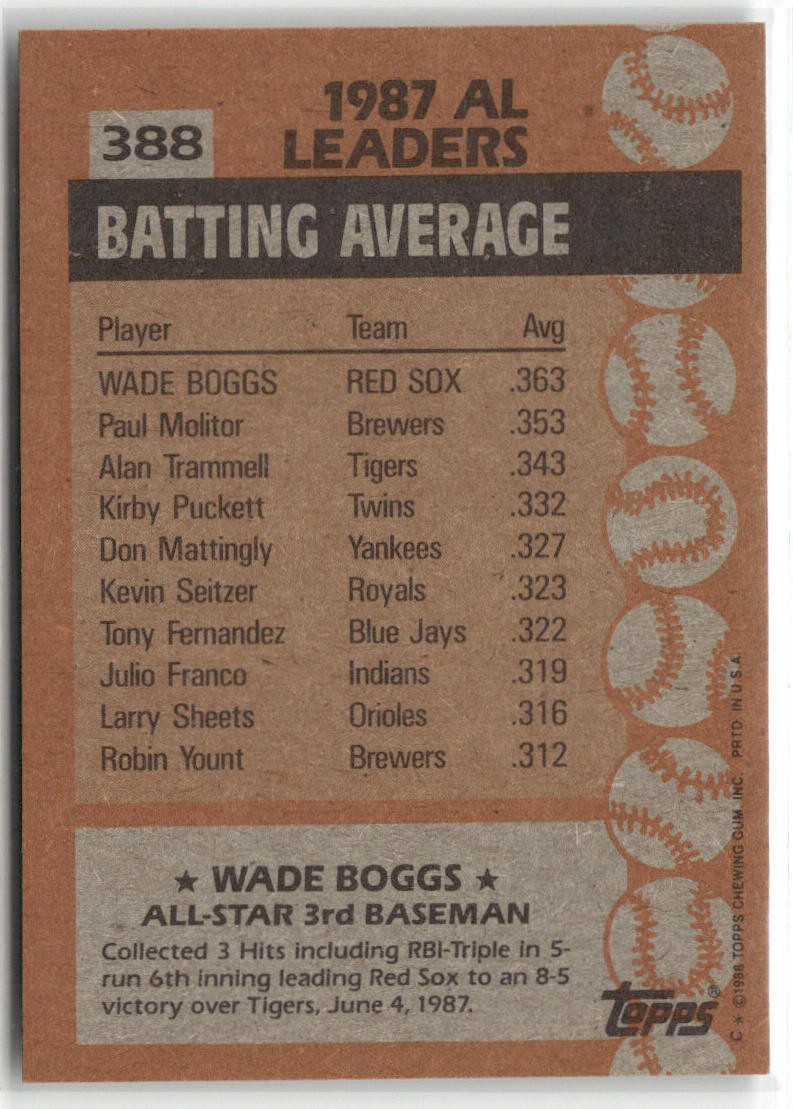 388
1987 AL
LEADERS
BATTING AVERAGE
Player Team Avg
WADE BOGGS RED SOX .363
Paul Molitor Brewers .353
Alan Trammell Tigers .343
Kirby Puckett Twins .332
Don Mattingly Yankees .327
Kevin Seitzer Royals .323
Tony Fernandez Blue Jays .322
Julio Franco Indians .319
Larry Sheets Orioles .316
Robin Yount Brewers .312
★ WADE BOGGS ★
ALL-STAR 3rd BASEMAN
Collected 3 Hits including RBI-Triple in 5-
run 6th inning leading Red Sox to an 8-5
victory over Tigers, June 4, 1987.
Topps®
C * ©1988 TOPPS CHEWING GUM, INC. PRTD IN U.S.A.